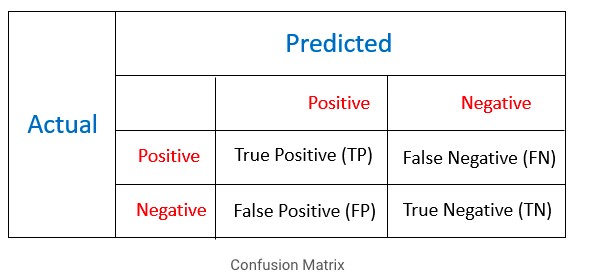 Predicted
Actual
Positive Negative
Positive True Positive (TP) False Negative (FN)
Negative False Positive (FP) True Negative (TN)
Confusion Matrix